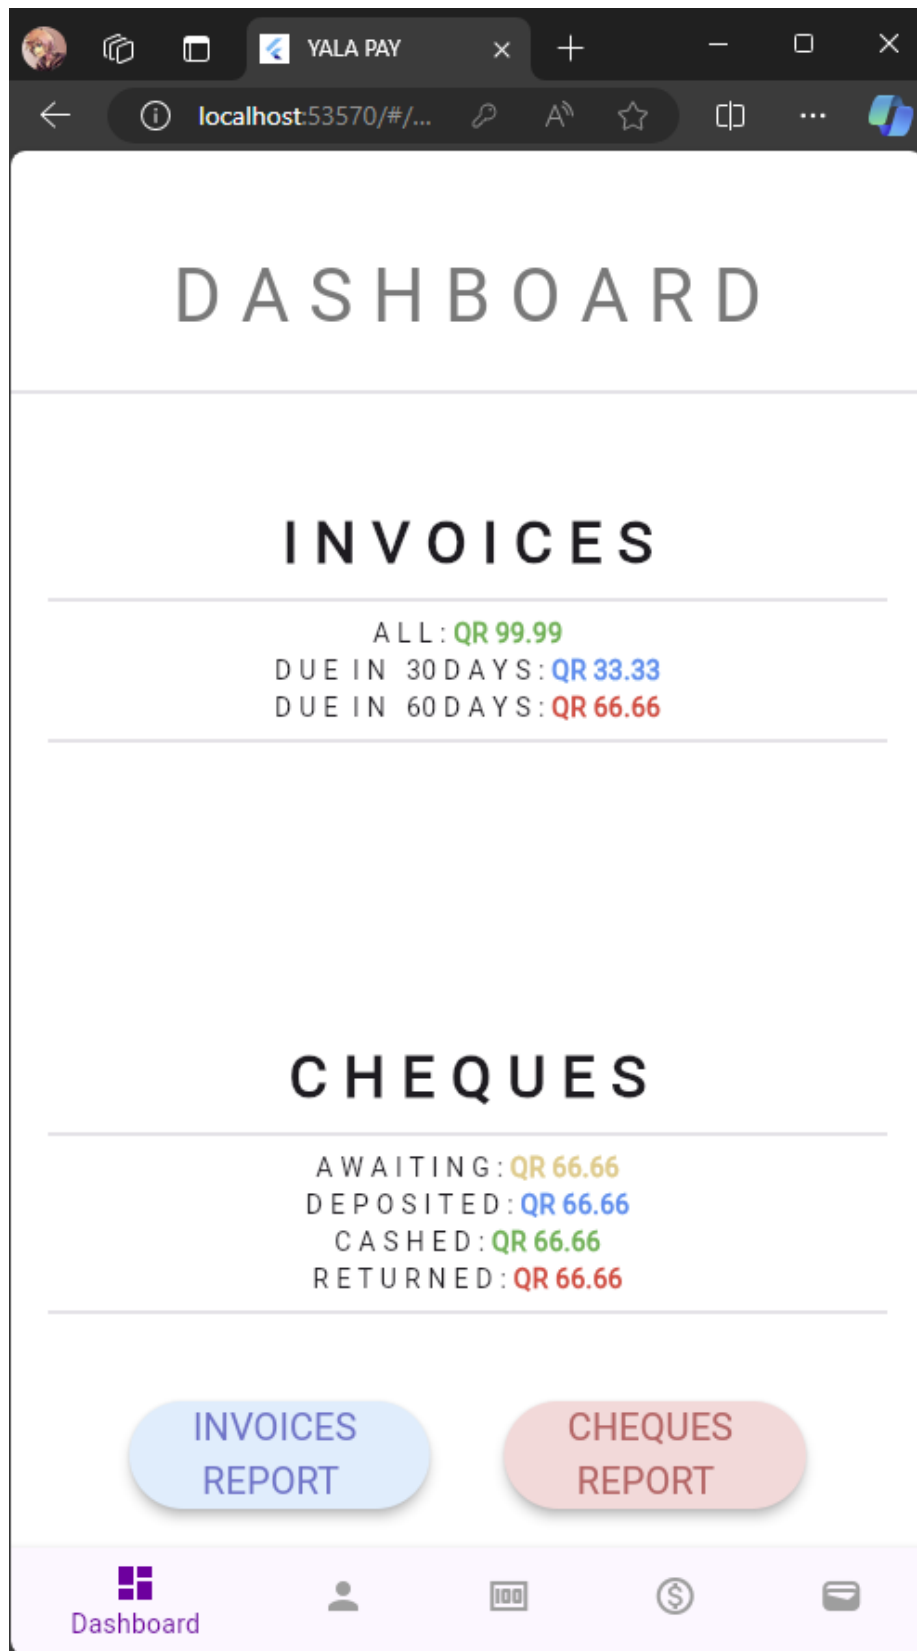 YALA PAY
localhost:53570/#/...
DASHBOARD
INVOICES
ALL: QR 99.99
DUE IN 30 DAYS: QR 33.33
DUE IN 60 DAYS: QR 66.66
CHEQUES
AWAITING: QR 66.66
DEPOSITED: QR 66.66
CASHED: QR 66.66
RETURNED: QR 66.66
INVOICES
REPORT
CHEQUES
REPORT
100
Dashboard